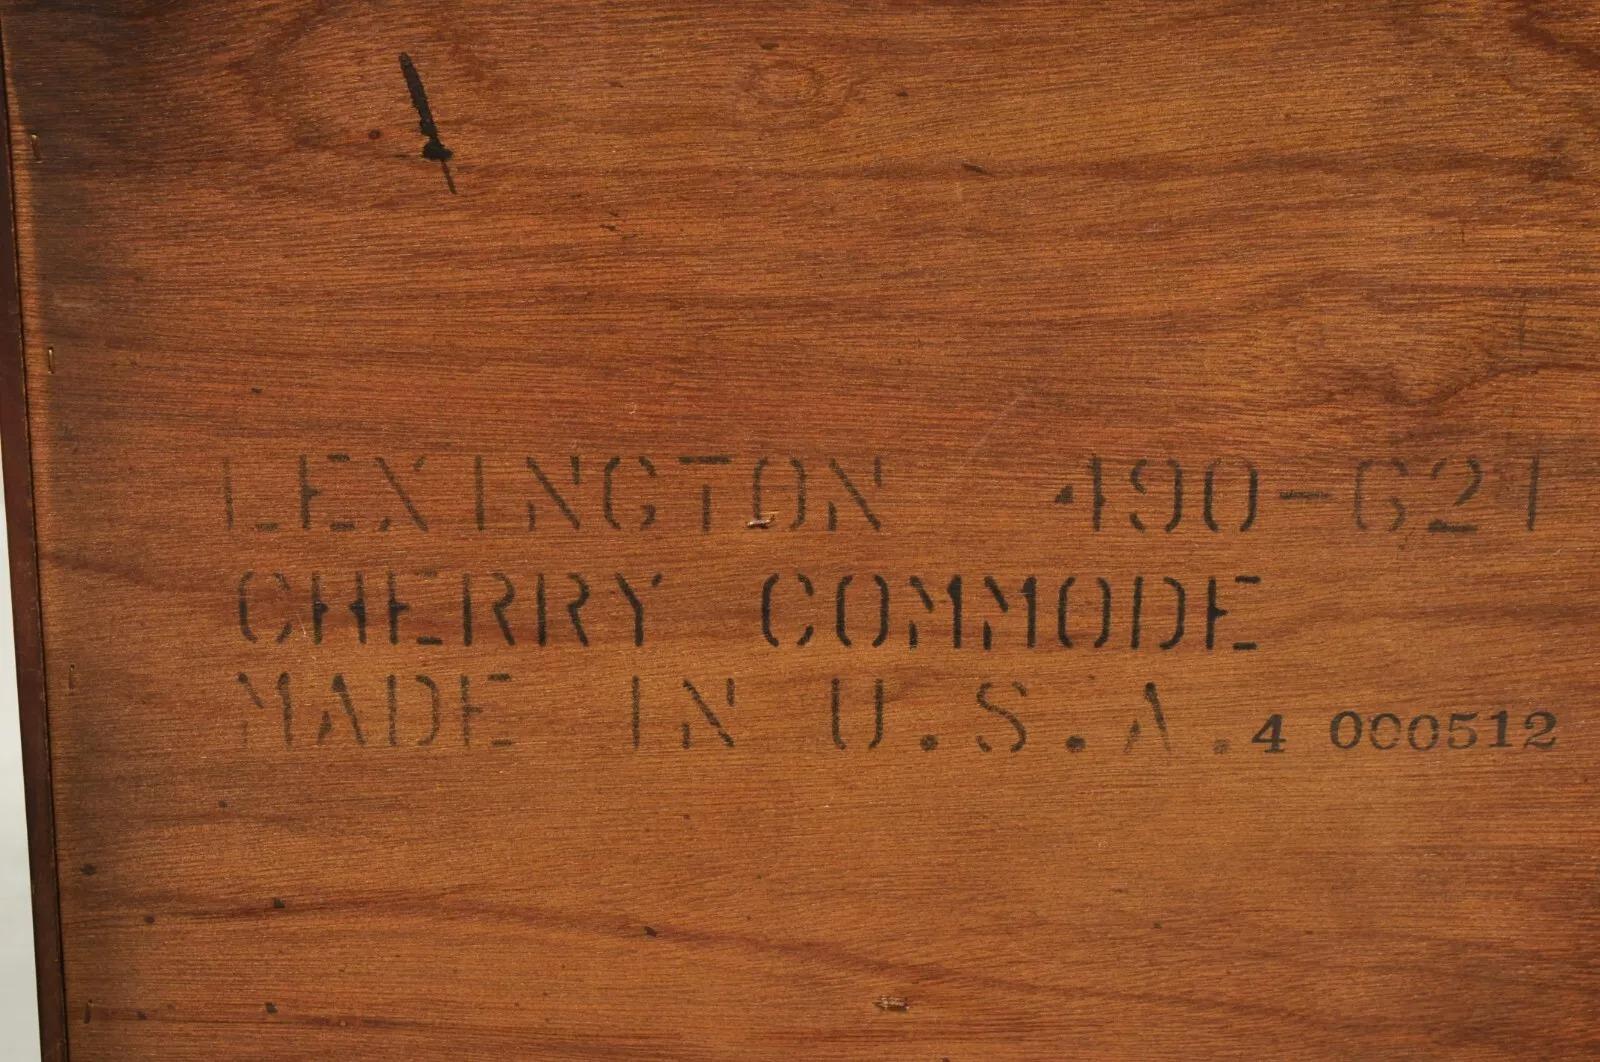 LEXINGTON 490-621
CHERRY COMMODE
MADE IN U.S.A. 4 000512